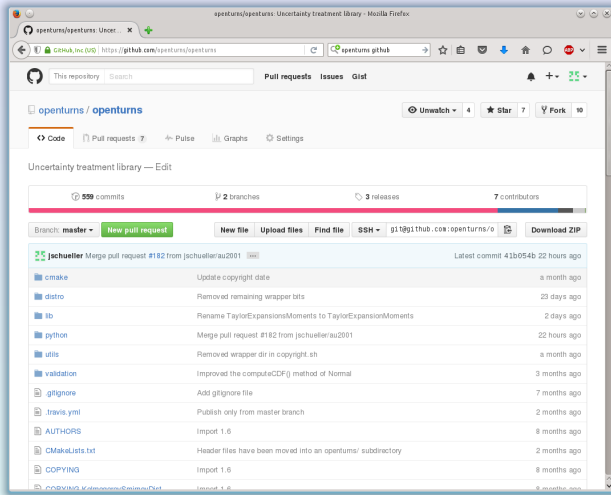 openturns/openturns: Uncertainty treatment library - Mozilla Firefox
openturns/openturns: Uncer...
GitHub, Inc (US) https://github.com/openturns/openturns
openturns github
ABP
This repository Search Pull requests Issues Gist
openturns / openturns Unwatch 4 Star 7 Fork 10
Code Pull requests 7 Pulse Graphs Settings
Uncertainty treatment library — Edit
559 commits 2 branches 3 releases 7 contributors
Branch: master New pull request New file Upload files Find file SSH git@github.com:openturns/o Download ZIP
jschueller Merge pull request #182 from jschueller/au2001 ... Latest commit 41b054b 22 hours ago
cmake Update copyright date a month ago
distro Removed remaining wrapper bits 23 days ago
lib Rename TaylorExpansionsMoments to TaylorExpansionMoments 2 days ago
python Merge pull request #182 from jschueller/au2001 22 hours ago
utils Removed wrapper dir in copyright.sh a month ago
validation Improved the computeCDF() method of Normal 3 months ago
.gitignore Add gitignore file 7 months ago
.travis.yml Publish only from master branch 2 months ago
AUTHORS Import 1.6 8 months ago
CMakeLists.txt Header files have been moved into an openturns/ subdirectory 2 months ago
COPYING Import 1.6 8 months ago
COPYING.KolmogorovSmirnovDist Import 1.6 8 months ago